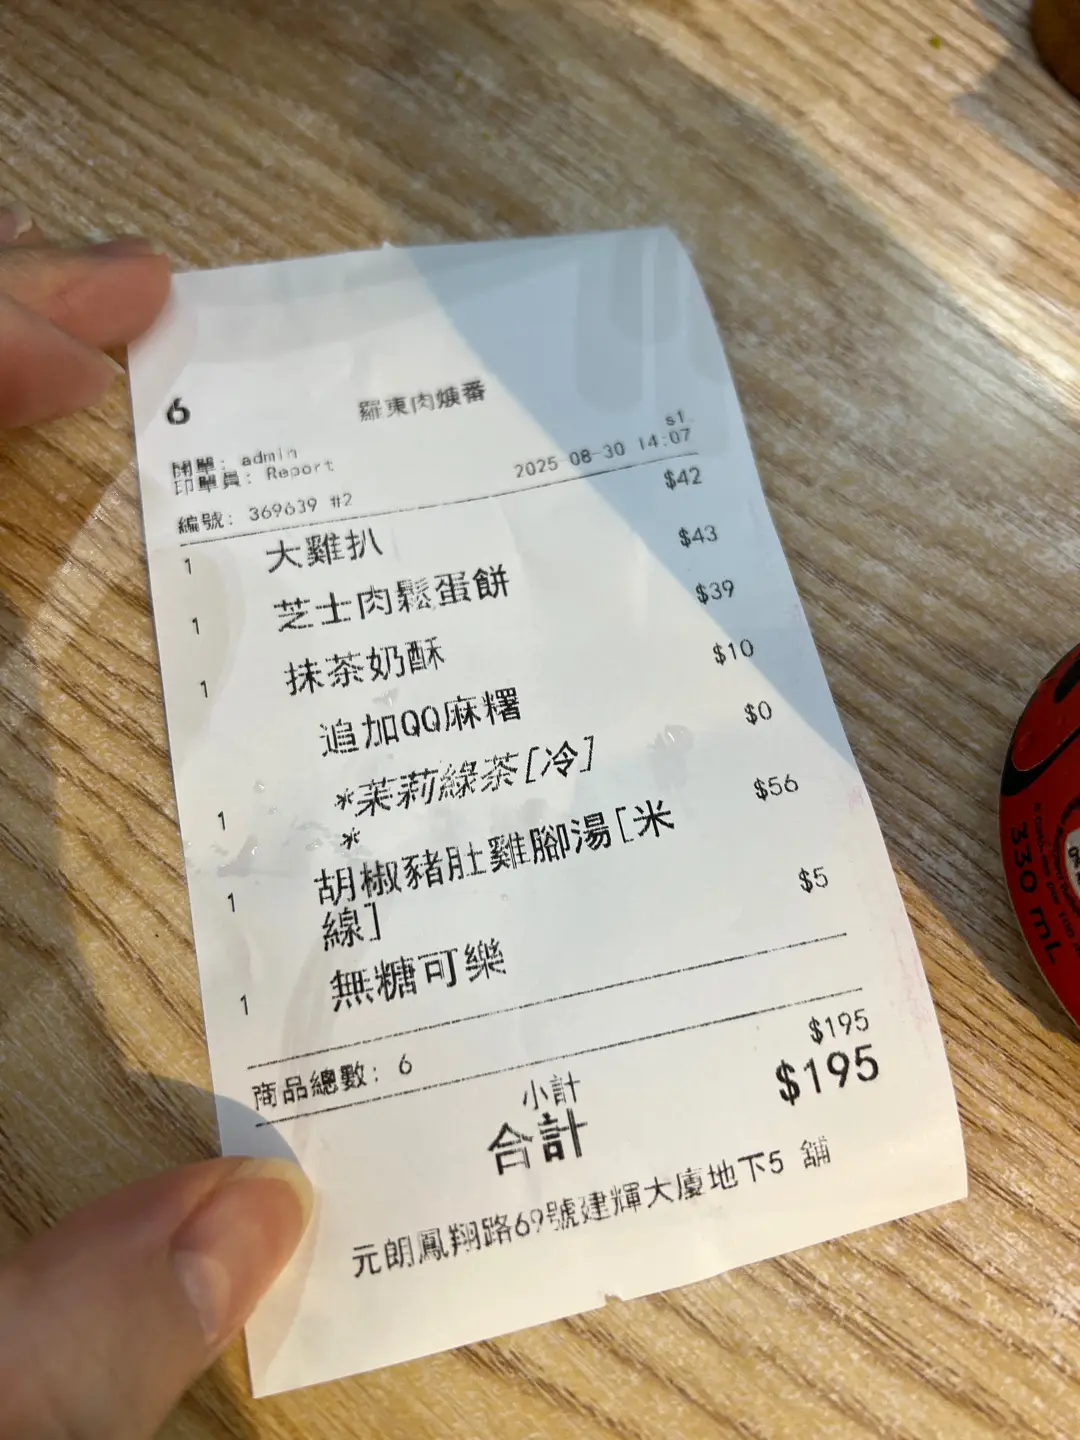 6
羅東肉焿番
s1
開單: admin
印單員: Report
2025-08-30 14:07
編號: 369639 #2
1 大雞扒 $42
1 芝士肉鬆蛋餅 $43
1 抹茶奶酥 $39
追加QQ麻糬 $10
1 *茉莉綠茶[冷] $0
*
1 胡椒豬肚雞腳湯[米 $56
線]
1 無糖可樂 $5
商品總數: 6
小計 $195
合計 $195
元朗鳳翔路69號建輝大廈地下5 舖
330 mL